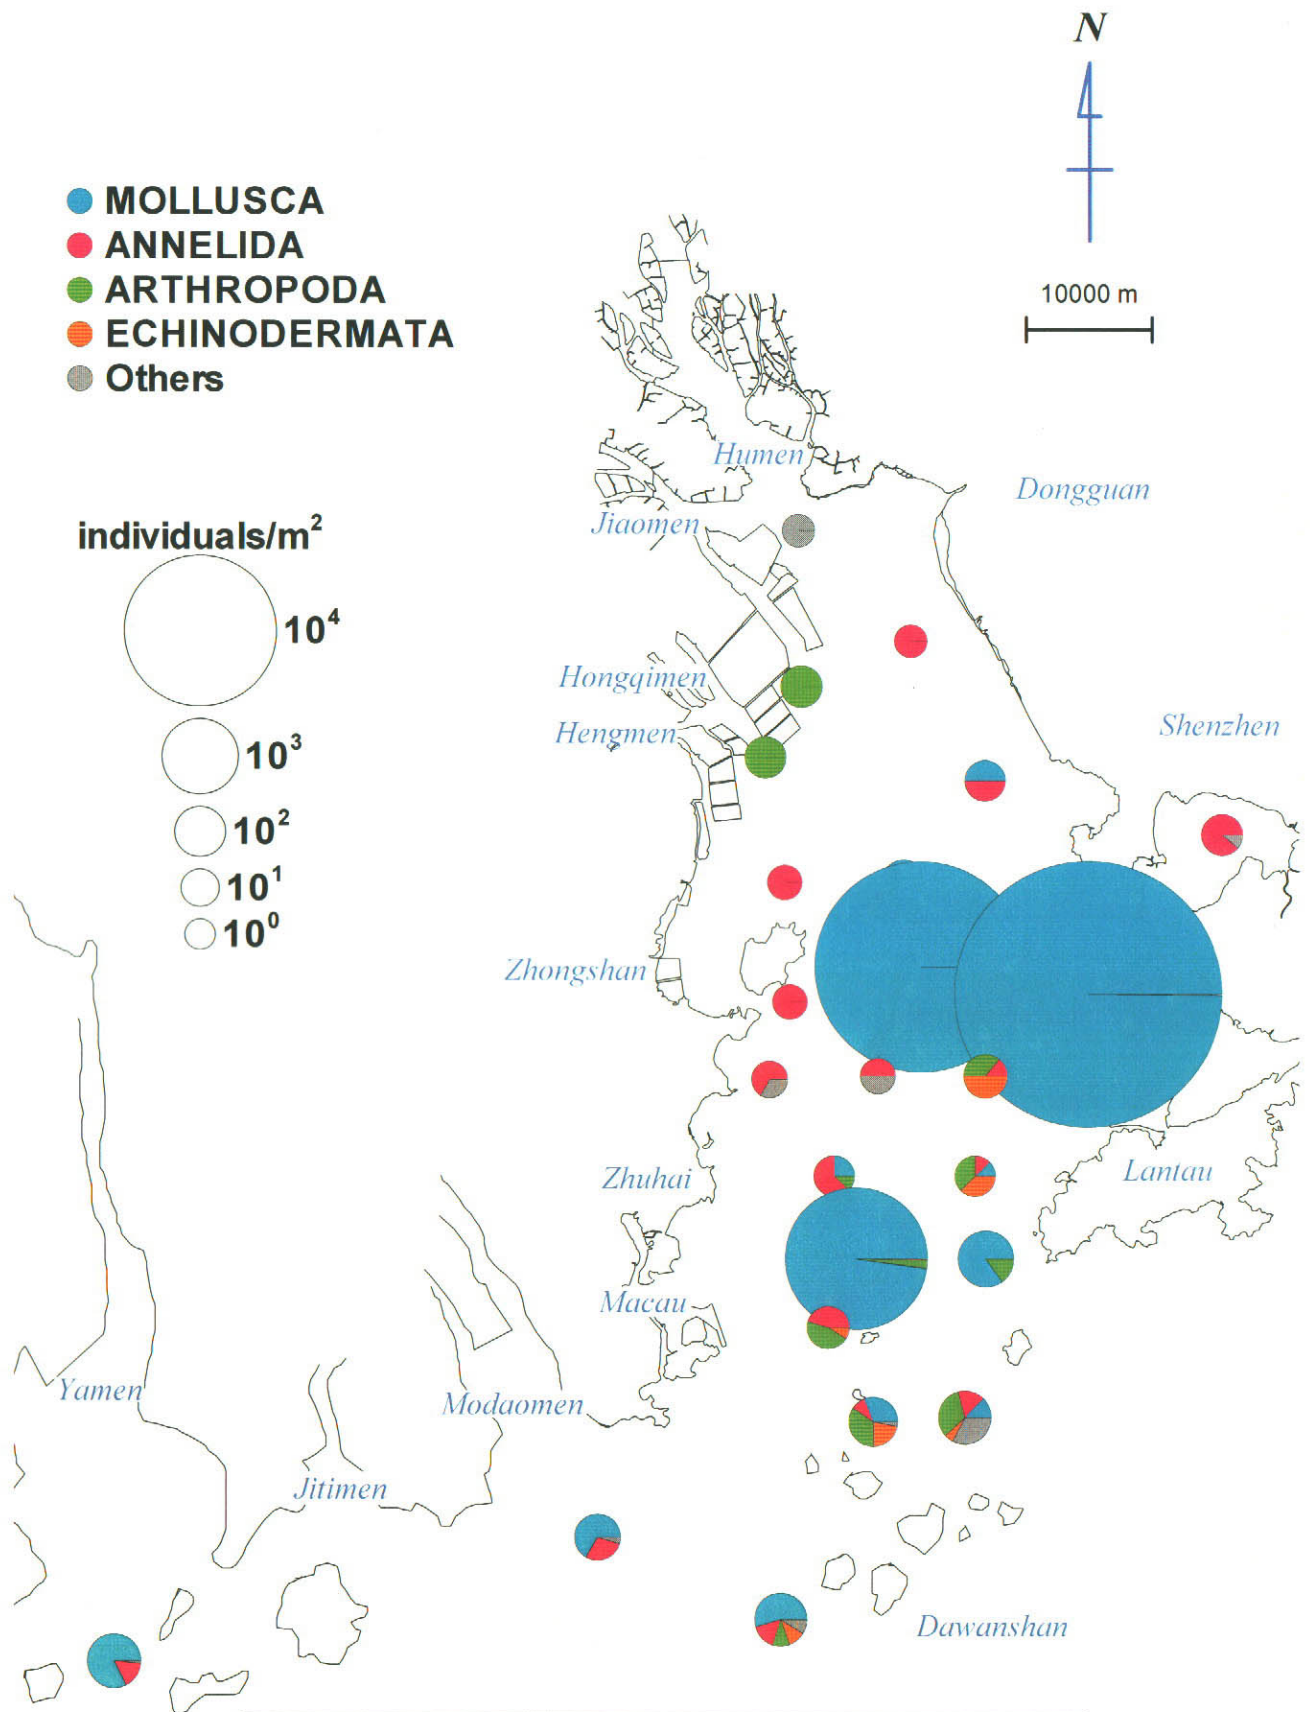 N
10000 m
MOLLUSCA
ANNELIDA
ARTHROPODA
ECHINODERMATA
Others
individuals/m²
10⁴
10³
10²
10¹
10⁰
Humen
Dongguan
Jiaomen
Hongqimen
Hengmen
Shenzhen
Zhongshan
Zhuhai
Lantau
Macau
Yamen
Modaomen
Jitimen
Dawanshan